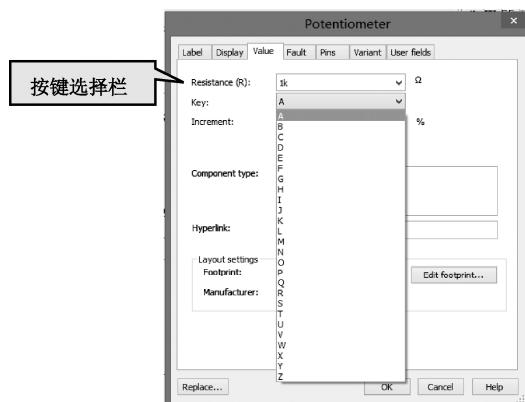 Potentiometer
Label Display Value Fault Pins Variant User fields
按键选择栏
Resistance (R): 1k Ω
Key: A
Increment: %
A
B
C
D
E
F
G
H
I
J
K
L
M
N
O
P
Q
R
S
T
U
V
W
X
Y
Z
Component type:
Hyperlink:
Layout settings
Footprint: Edit footprint...
Manufacturer:
Replace... OK Cancel Help